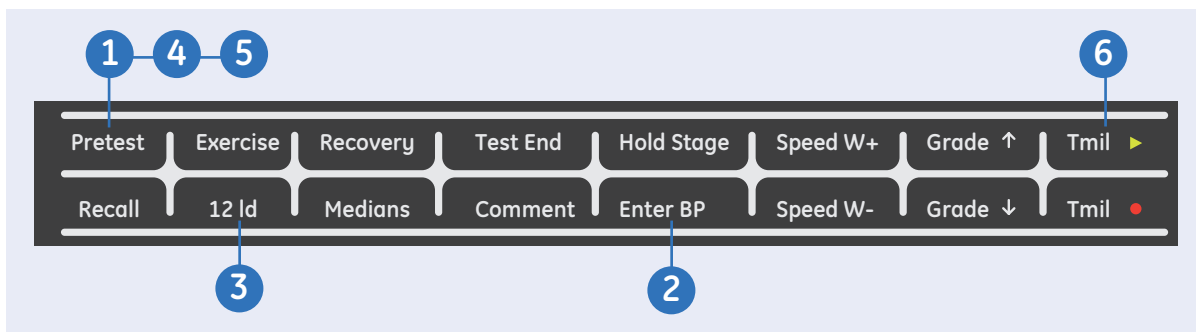 1 4 5 6
Pretest Exercise Recovery Test End Hold Stage Speed W+ Grade ↑ Tmil ►
Recall 12 ld Medians Comment Enter BP Speed W- Grade ↓ Tmil ●
3 2